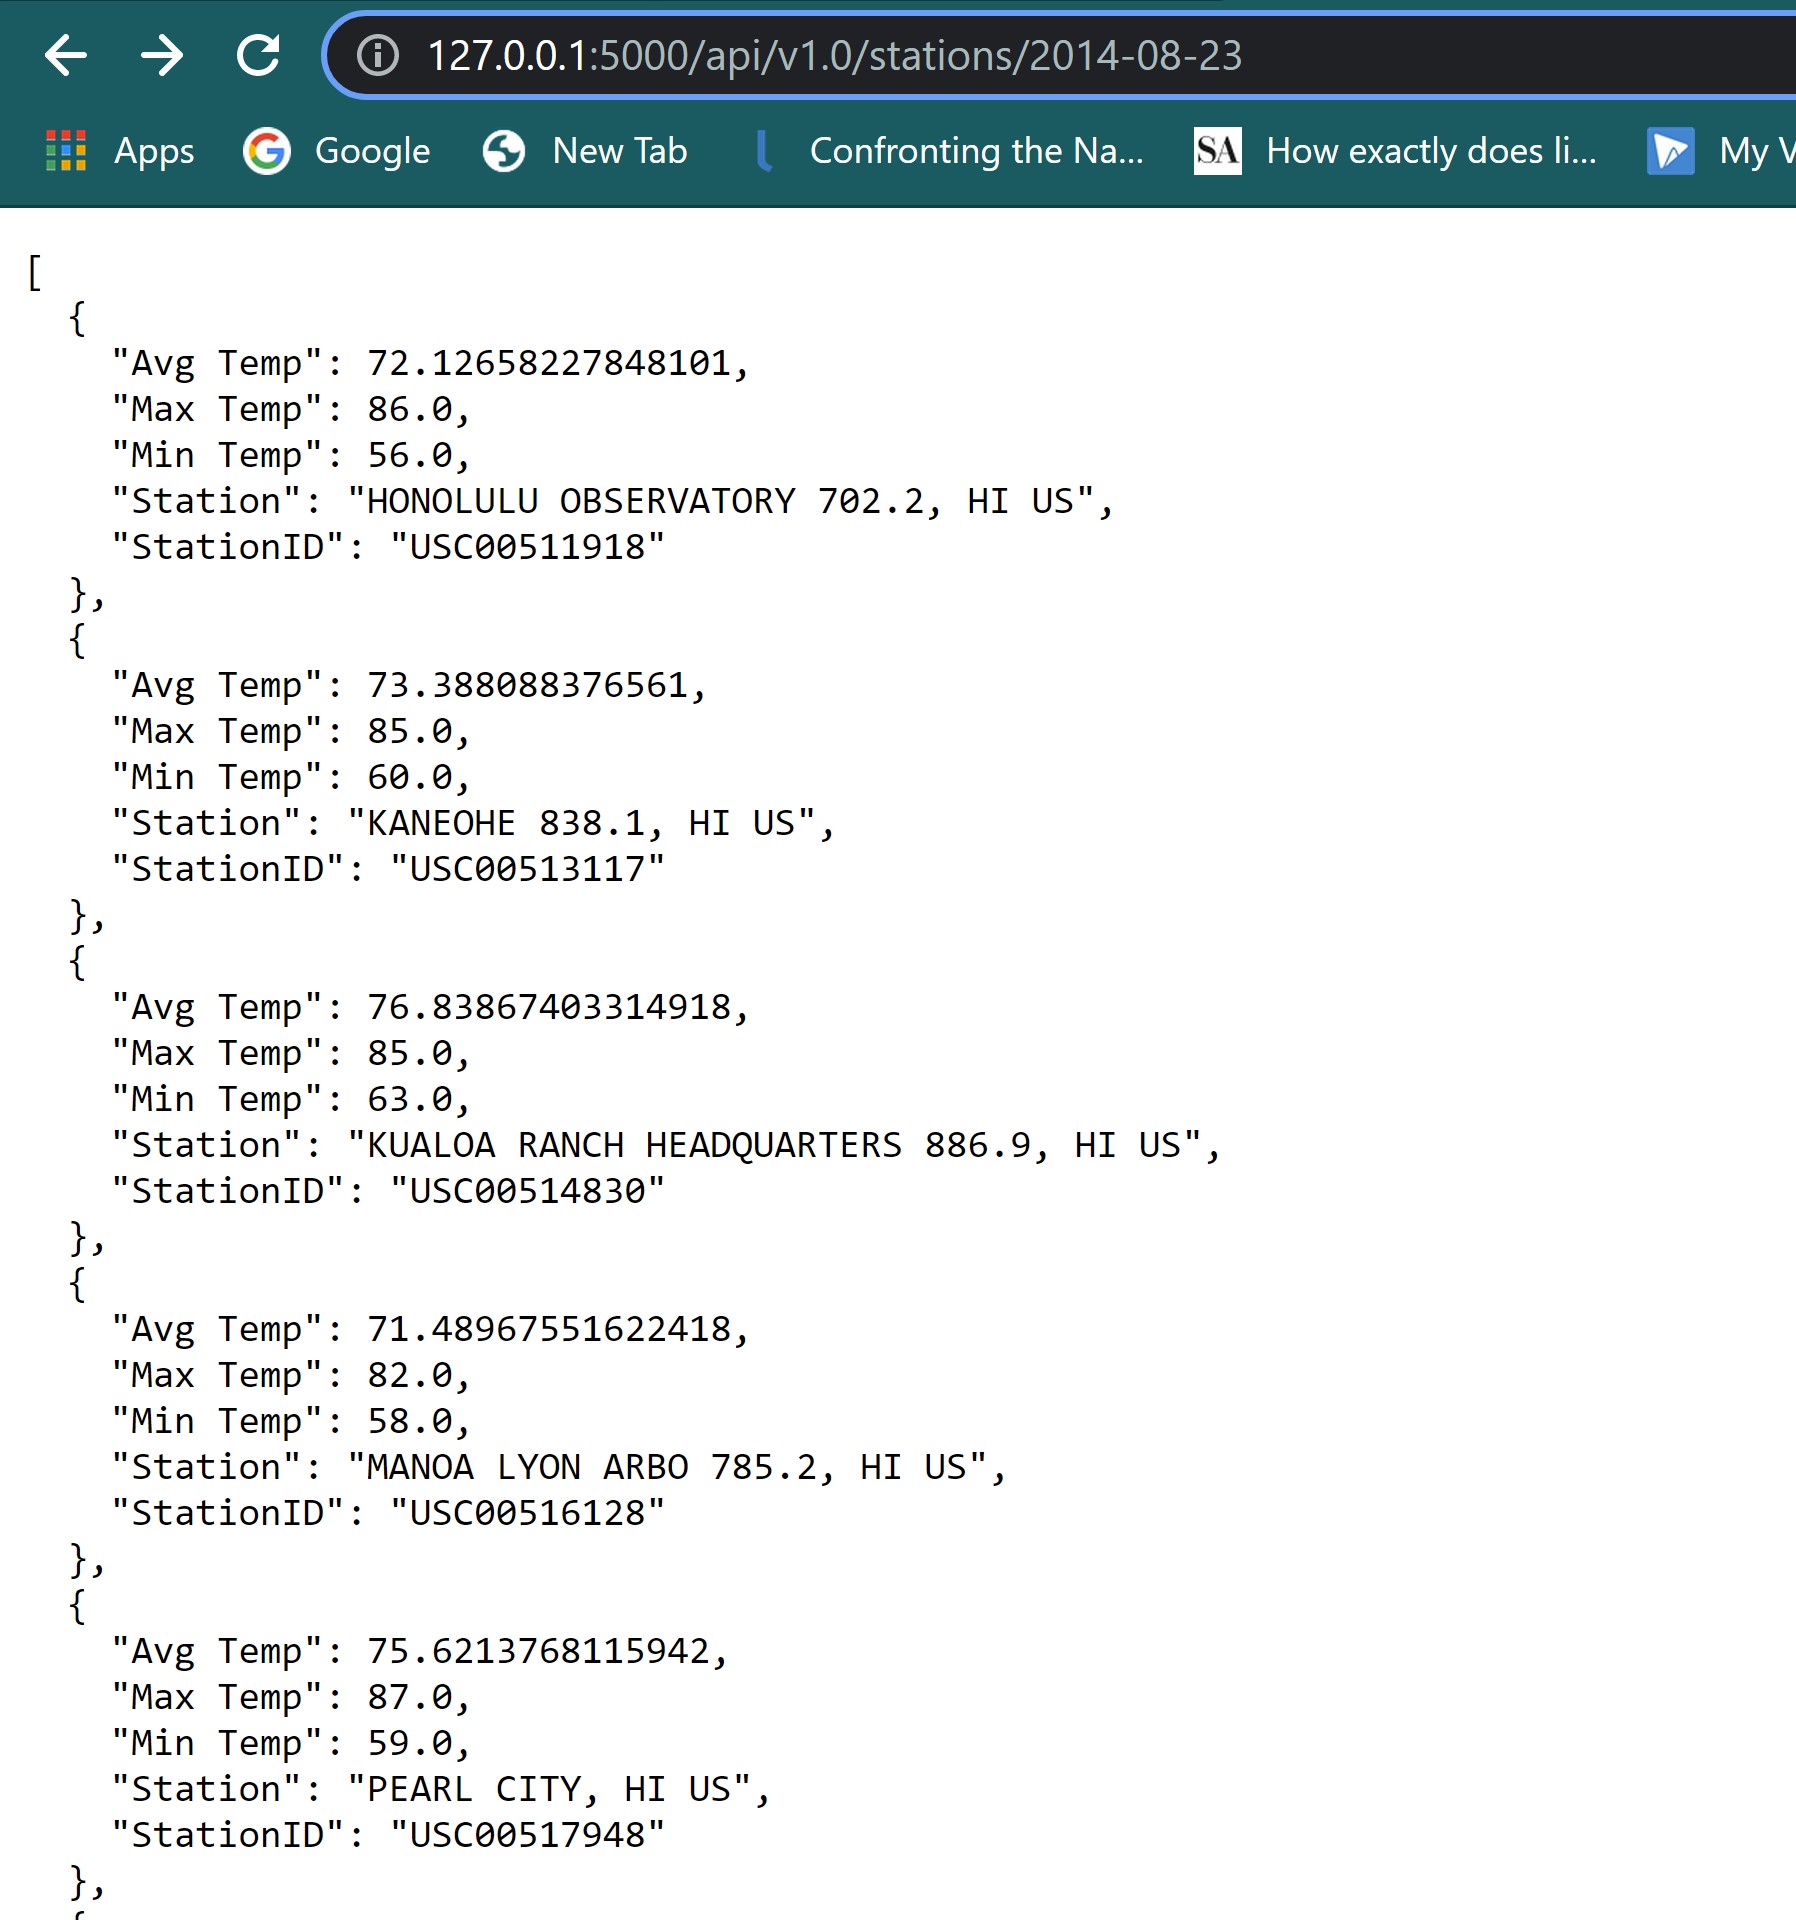 127.0.0.1:5000/api/v1.0/stations/2014-08-23
Apps Google New Tab Confronting the Na... SA How exactly does li... My V
[
  {
    "Avg Temp": 72.12658227848101,
    "Max Temp": 86.0,
    "Min Temp": 56.0,
    "Station": "HONOLULU OBSERVATORY 702.2, HI US",
    "StationID": "USC00511918"
  },
  {
    "Avg Temp": 73.388088376561,
    "Max Temp": 85.0,
    "Min Temp": 60.0,
    "Station": "KANEOHE 838.1, HI US",
    "StationID": "USC00513117"
  },
  {
    "Avg Temp": 76.83867403314918,
    "Max Temp": 85.0,
    "Min Temp": 63.0,
    "Station": "KUALOA RANCH HEADQUARTERS 886.9, HI US",
    "StationID": "USC00514830"
  },
  {
    "Avg Temp": 71.48967551622418,
    "Max Temp": 82.0,
    "Min Temp": 58.0,
    "Station": "MANOA LYON ARBO 785.2, HI US",
    "StationID": "USC00516128"
  },
  {
    "Avg Temp": 75.6213768115942,
    "Max Temp": 87.0,
    "Min Temp": 59.0,
    "Station": "PEARL CITY, HI US",
    "StationID": "USC00517948"
  },
  {